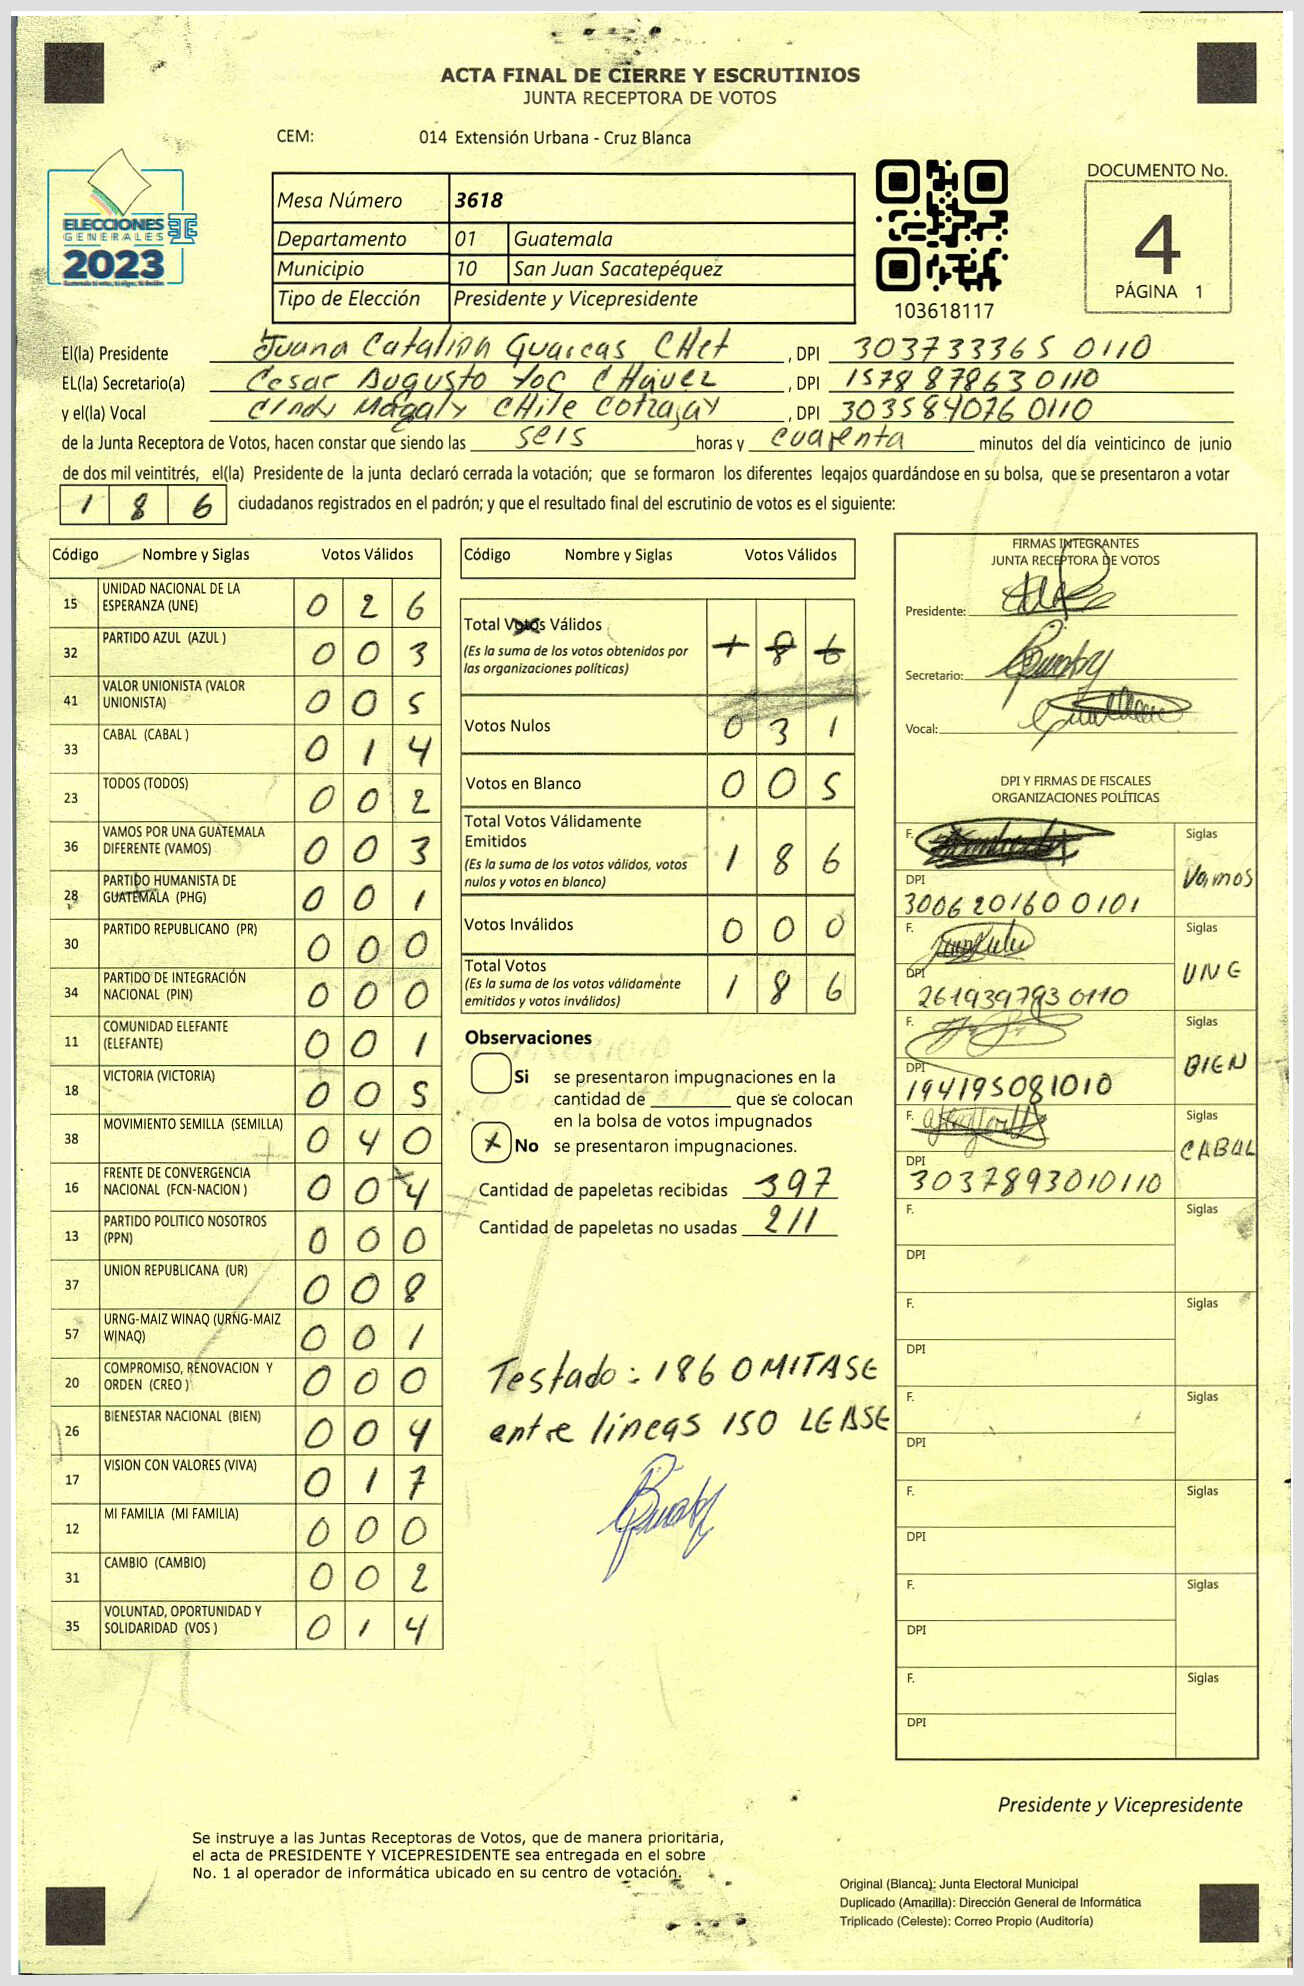 ACTA FINAL DE CIERRE Y ESCRUTINIOS
JUNTA RECEPTORA DE VOTOS
CEM: 014 Extensión Urbana - Cruz Blanca
ELECCIONES
GENERALES
2023
Mesa Número 3618
Departamento 01 Guatemala
Municipio 10 San Juan Sacatepéquez
Tipo de Elección Presidente y Vicepresidente
103618117
DOCUMENTO No.
4
PÁGINA 1
El(la) Presidente Juana Catalina Guarcas CHet , DPI 303733365 0110
EL(la) Secretario(a) Cesar Augusto Yoc CHávez , DPI 1578 87863 0110
y el(la) Vocal Cindy Magaly CHile Cotzajay , DPI 303584076 0110
de la Junta Receptora de Votos, hacen constar que siendo las seis horas y cuarenta minutos del día veinticinco de junio
de dos mil veintitrés, el(la) Presidente de la junta declaró cerrada la votación; que se formaron los diferentes legajos guardándose en su bolsa, que se presentaron a votar
1 8 6 ciudadanos registrados en el padrón; y que el resultado final del escrutinio de votos es el siguiente:
Código Nombre y Siglas Votos Válidos
15 UNIDAD NACIONAL DE LA ESPERANZA (UNE) 0 2 6
32 PARTIDO AZUL (AZUL ) 0 0 3
41 VALOR UNIONISTA (VALOR UNIONISTA) 0 0 5
33 CABAL (CABAL ) 0 1 4
23 TODOS (TODOS) 0 0 2
36 VAMOS POR UNA GUATEMALA DIFERENTE (VAMOS) 0 0 3
28 PARTIDO HUMANISTA DE GUATEMALA (PHG) 0 0 1
30 PARTIDO REPUBLICANO (PR) 0 0 0
34 PARTIDO DE INTEGRACIÓN NACIONAL (PIN) 0 0 0
11 COMUNIDAD ELEFANTE (ELEFANTE) 0 0 1
18 VICTORIA (VICTORIA) 0 0 5
38 MOVIMIENTO SEMILLA (SEMILLA) 0 4 0
16 FRENTE DE CONVERGENCIA NACIONAL (FCN-NACION ) 0 0 4
13 PARTIDO POLITICO NOSOTROS (PPN) 0 0 0
37 UNION REPUBLICANA (UR) 0 0 8
57 URNG-MAIZ WINAQ (URNG-MAIZ WINAQ) 0 0 1
20 COMPROMISO, RENOVACION Y ORDEN (CREO ) 0 0 0
26 BIENESTAR NACIONAL (BIEN) 0 0 4
17 VISION CON VALORES (VIVA) 0 1 7
12 MI FAMILIA (MI FAMILIA) 0 0 0
31 CAMBIO (CAMBIO) 0 0 2
35 VOLUNTAD, OPORTUNIDAD Y SOLIDARIDAD (VOS ) 0 1 4
Código Nombre y Siglas Votos Válidos
Total Votos Válidos 1 8 6
(Es la suma de los votos obtenidos por
las organizaciones políticas)
Votos Nulos 0 3 1
Votos en Blanco 0 0 5
Total Votos Válidamente
Emitidos 1 8 6
(Es la suma de los votos válidos, votos
nulos y votos en blanco)
Votos Inválidos 0 0 0
Total Votos 1 8 6
(Es la suma de los votos válidamente
emitidos y votos inválidos)
Observaciones
Si se presentaron impugnaciones en la
cantidad de ________ que se colocan
en la bolsa de votos impugnados
x No se presentaron impugnaciones.
Cantidad de papeletas recibidas 397
Cantidad de papeletas no usadas 211
Testado: 186 OMITASE
entre líneas 150 LEASE
FIRMAS INTEGRANTES
JUNTA RECEPTORA DE VOTOS
Presidente:
Secretario:
Vocal:
DPI Y FIRMAS DE FISCALES
ORGANIZACIONES POLÍTICAS
F. Siglas Vamos
DPI 300620160 0101
F. Siglas UNE
DPI 261939793 0110
F. Siglas BIEN
DPI 194195081010
F. Siglas CABAL
DPI 3037893010110
F. Siglas
DPI
F. Siglas
DPI
F. Siglas
DPI
F. Siglas
DPI
F. Siglas
DPI
F. Siglas
DPI
Presidente y Vicepresidente
Se instruye a las Juntas Receptoras de Votos, que de manera prioritaria,
el acta de PRESIDENTE Y VICEPRESIDENTE sea entregada en el sobre
No. 1 al operador de informática ubicado en su centro de votación.
Original (Blanca): Junta Electoral Municipal
Duplicado (Amarilla): Dirección General de Informática
Triplicado (Celeste): Correo Propio (Auditoría)